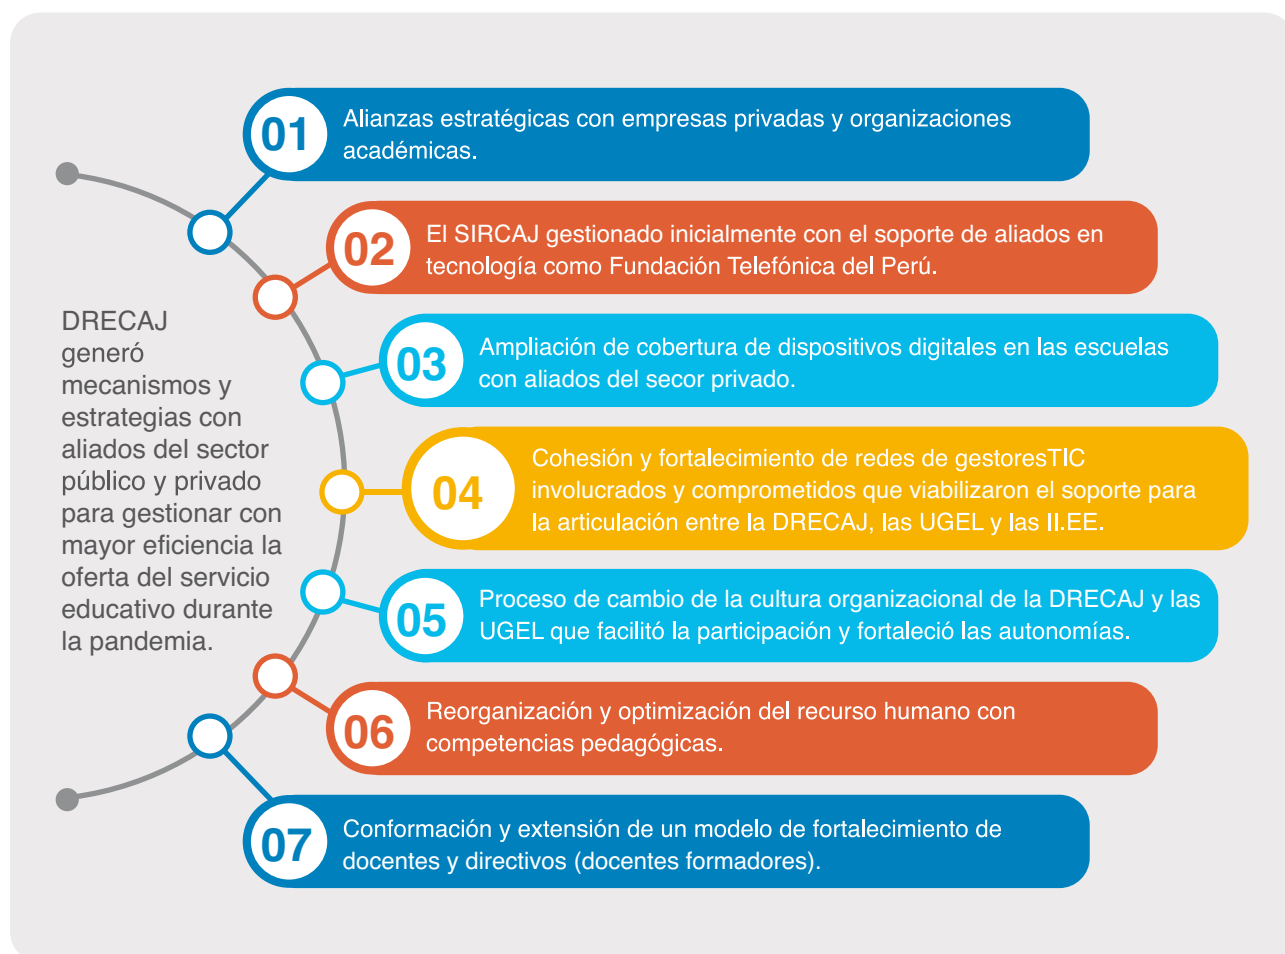 01
Alianzas estratégicas con empresas privadas y organizaciones
académicas.
02
El SIRCAJ gestionado inicialmente con el soporte de aliados en
tecnología como Fundación Telefónica del Perú.
DRECAJ
generó
mecanismos y
estrategias con
aliados del sector
público y privado
para gestionar con
mayor eficiencia la
oferta del servicio
educativo durante
la pandemia.
03
Ampliación de cobertura de dispositivos digitales en las escuelas
con aliados del secor privado.
04
Cohesión y fortalecimiento de redes de gestoresTIC
involucrados y comprometidos que viabilizaron el soporte para
la articulación entre la DRECAJ, las UGEL y las II.EE.
05
Proceso de cambio de la cultura organizacional de la DRECAJ y las
UGEL que facilitó la participación y fortaleció las autonomías.
06
Reorganización y optimización del recurso humano con
competencias pedagógicas.
07
Conformación y extensión de un modelo de fortalecimiento de
docentes y directivos (docentes formadores).